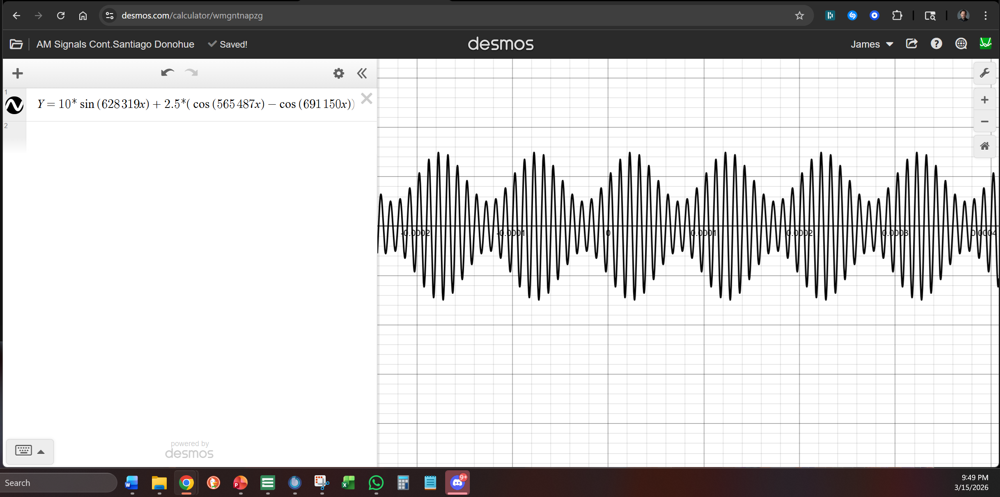 desmos.com/calculator/wmgntnapzg
AM Signals Cont.Santiago Donohue
Saved!
desmos
James
1
Y = 10* sin (628319x) + 2.5*( cos (565487x) − cos (691150x))
2
-0.0002
-0.0001
0
0.0001
0.0002
0.0003
0.0004
powered by
desmos
Search
9+
9:49 PM
3/15/2026